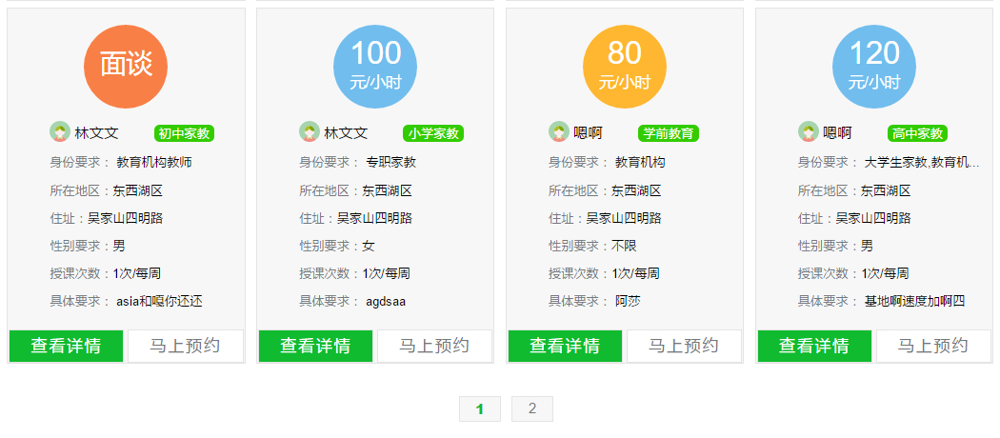 面谈
林文文 初中家教
身份要求： 教育机构教师
所在地区：东西湖区
住址：吴家山四明路
性别要求：男
授课次数：1次/每周
具体要求： asia和嘎你还还
查看详情 马上预约
100
元/小时
林文文 小学家教
身份要求： 专职家教
所在地区：东西湖区
住址：吴家山四明路
性别要求：女
授课次数：1次/每周
具体要求： agdsaa
查看详情 马上预约
80
元/小时
嗯啊 学前教育
身份要求： 教育机构
所在地区：东西湖区
住址：吴家山四明路
性别要求：不限
授课次数：1次/每周
具体要求： 阿莎
查看详情 马上预约
120
元/小时
嗯啊 高中家教
身份要求： 大学生家教,教育机...
所在地区：东西湖区
住址：吴家山四明路
性别要求：男
授课次数：1次/每周
具体要求： 基地啊速度加啊四
查看详情 马上预约
1 2